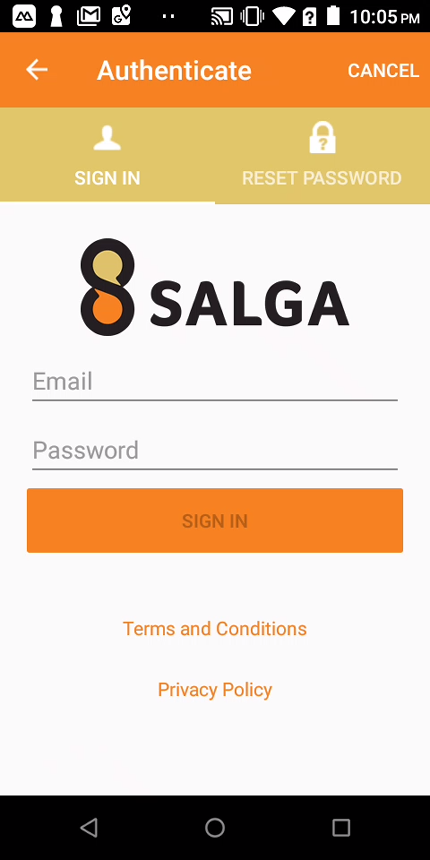 10:05 PM
Authenticate
CANCEL
SIGN IN
RESET PASSWORD
SALGA
Email
Password
SIGN IN
Terms and Conditions
Privacy Policy